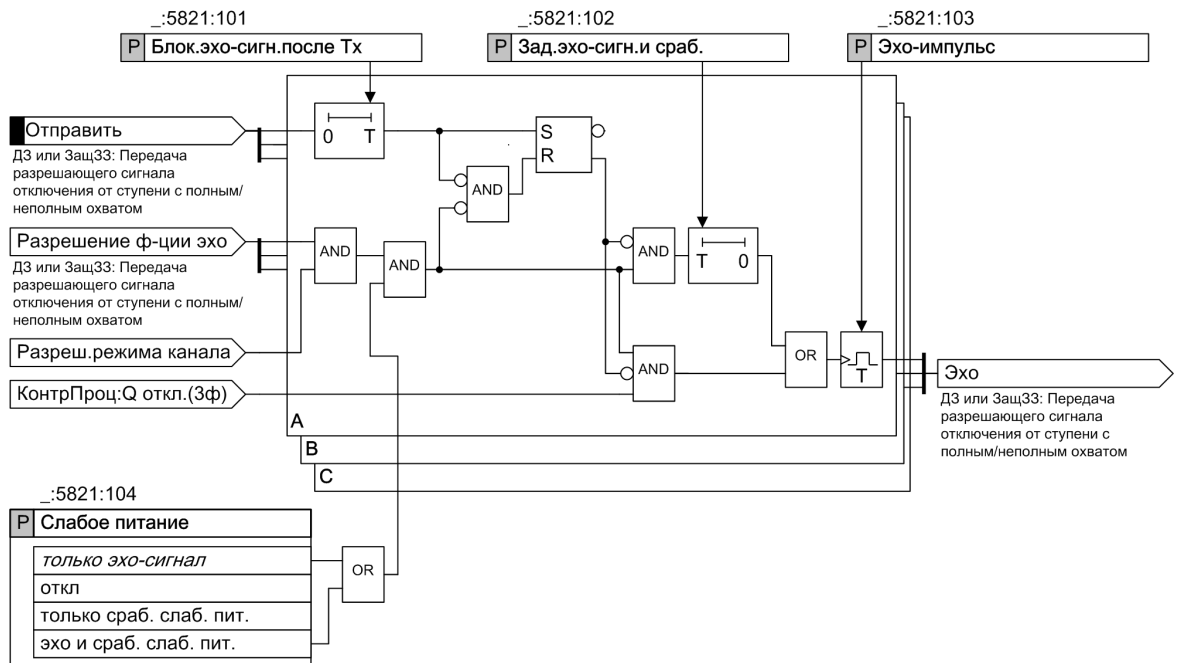 _:5821:101
_:5821:102
_:5821:103
P Блок.эхо-сигн.после Tx
P Зад.эхо-сигн.и сраб.
P Эхо-импульс
Отправить
ДЗ или ЗащЗЗ: Передача
разрешающего сигнала
отключения от ступени с полным/
неполным охватом
0 T
S
R
AND
Разрешение ф-ции эхо
ДЗ или ЗащЗЗ: Передача
разрешающего сигнала
отключения от ступени с полным/
неполным охватом
AND
AND
AND
T 0
Разреш.режима канала
КонтрПроц:Q откл.(3ф)
AND
OR
T
Эхо
ДЗ или ЗащЗЗ: Передача
разрешающего сигнала
отключения от ступени с
полным/неполным охватом
A
B
C
_:5821:104
P Слабое питание
только эхо-сигнал
откл
только сраб. слаб. пит.
эхо и сраб. слаб. пит.
OR